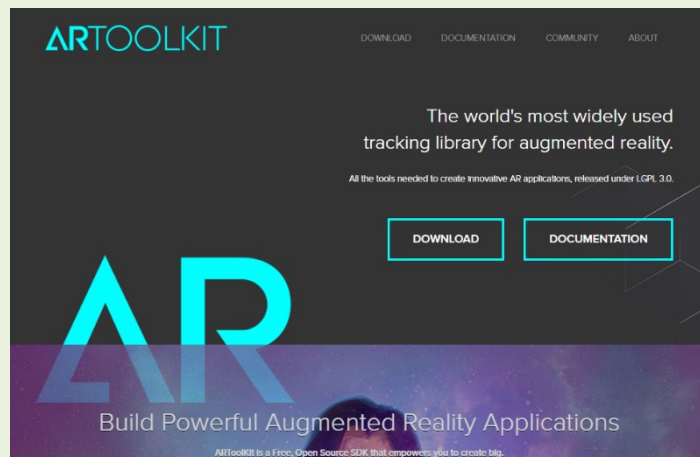 ARTOOLKIT
DOWNLOAD DOCUMENTATION COMMUNITY ABOUT
The world's most widely used
tracking library for augmented reality.
All the tools needed to create innovative AR applications, released under LGPL 3.0.
DOWNLOAD DOCUMENTATION
AR
Build Powerful Augmented Reality Applications
ARToolKit is a Free, Open Source SDK that empowers you to create big.